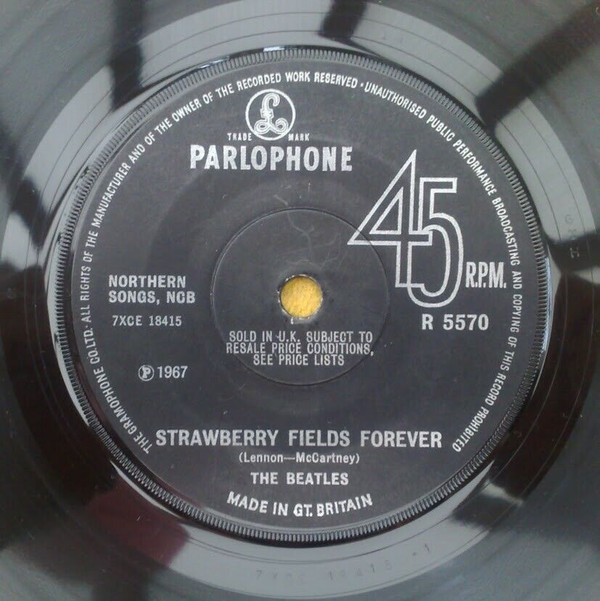 THE GRAMOPHONE CO. LTD. · ALL RIGHTS OF THE MANUFACTURER AND OF THE OWNER OF THE RECORDED WORK RESERVED · UNAUTHORISED PUBLIC PERFORMANCE BROADCASTING AND COPYING OF THIS RECORD PROHIBITED
£
TRADE MARK
PARLOPHONE
45 R.P.M.
R 5570
NORTHERN
SONGS, NCB
7XCE 18415
SOLD IN U.K. SUBJECT TO
RESALE PRICE CONDITIONS,
SEE PRICE LISTS
℗ 1967
STRAWBERRY FIELDS FOREVER
(Lennon—McCartney)
THE BEATLES
MADE IN GT. BRITAIN